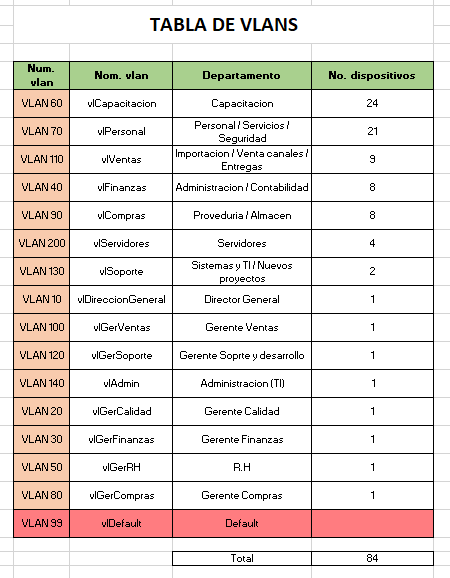 TABLA DE VLANS
Num. vlan Nom. vlan Departamento No. dispositivos
VLAN 60 vlCapacitacion Capacitacion 24
VLAN 70 vlPersonal Personal / Servicios / Seguridad 21
VLAN 110 vlVentas Importacion / Venta canales / Entregas 9
VLAN 40 vlFinanzas Administracion / Contabilidad 8
VLAN 90 vlCompras Proveduria / Almacen 8
VLAN 200 vlServidores Servidores 4
VLAN 130 vlSoporte Sistemas y TI / Nuevos proyectos 2
VLAN 10 vlDireccionGeneral Director General 1
VLAN 100 vlGerVentas Gerente Ventas 1
VLAN 120 vlGerSoporte Gerente Soprte y desarrollo 1
VLAN 140 vlAdmin Administracion (TI) 1
VLAN 20 vlGerCalidad Gerente Calidad 1
VLAN 30 vlGerFinanzas Gerente Finanzas 1
VLAN 50 vlGerRH R.H 1
VLAN 80 vlGerCompras Gerente Compras 1
VLAN 99 vlDefault Default
Total 84